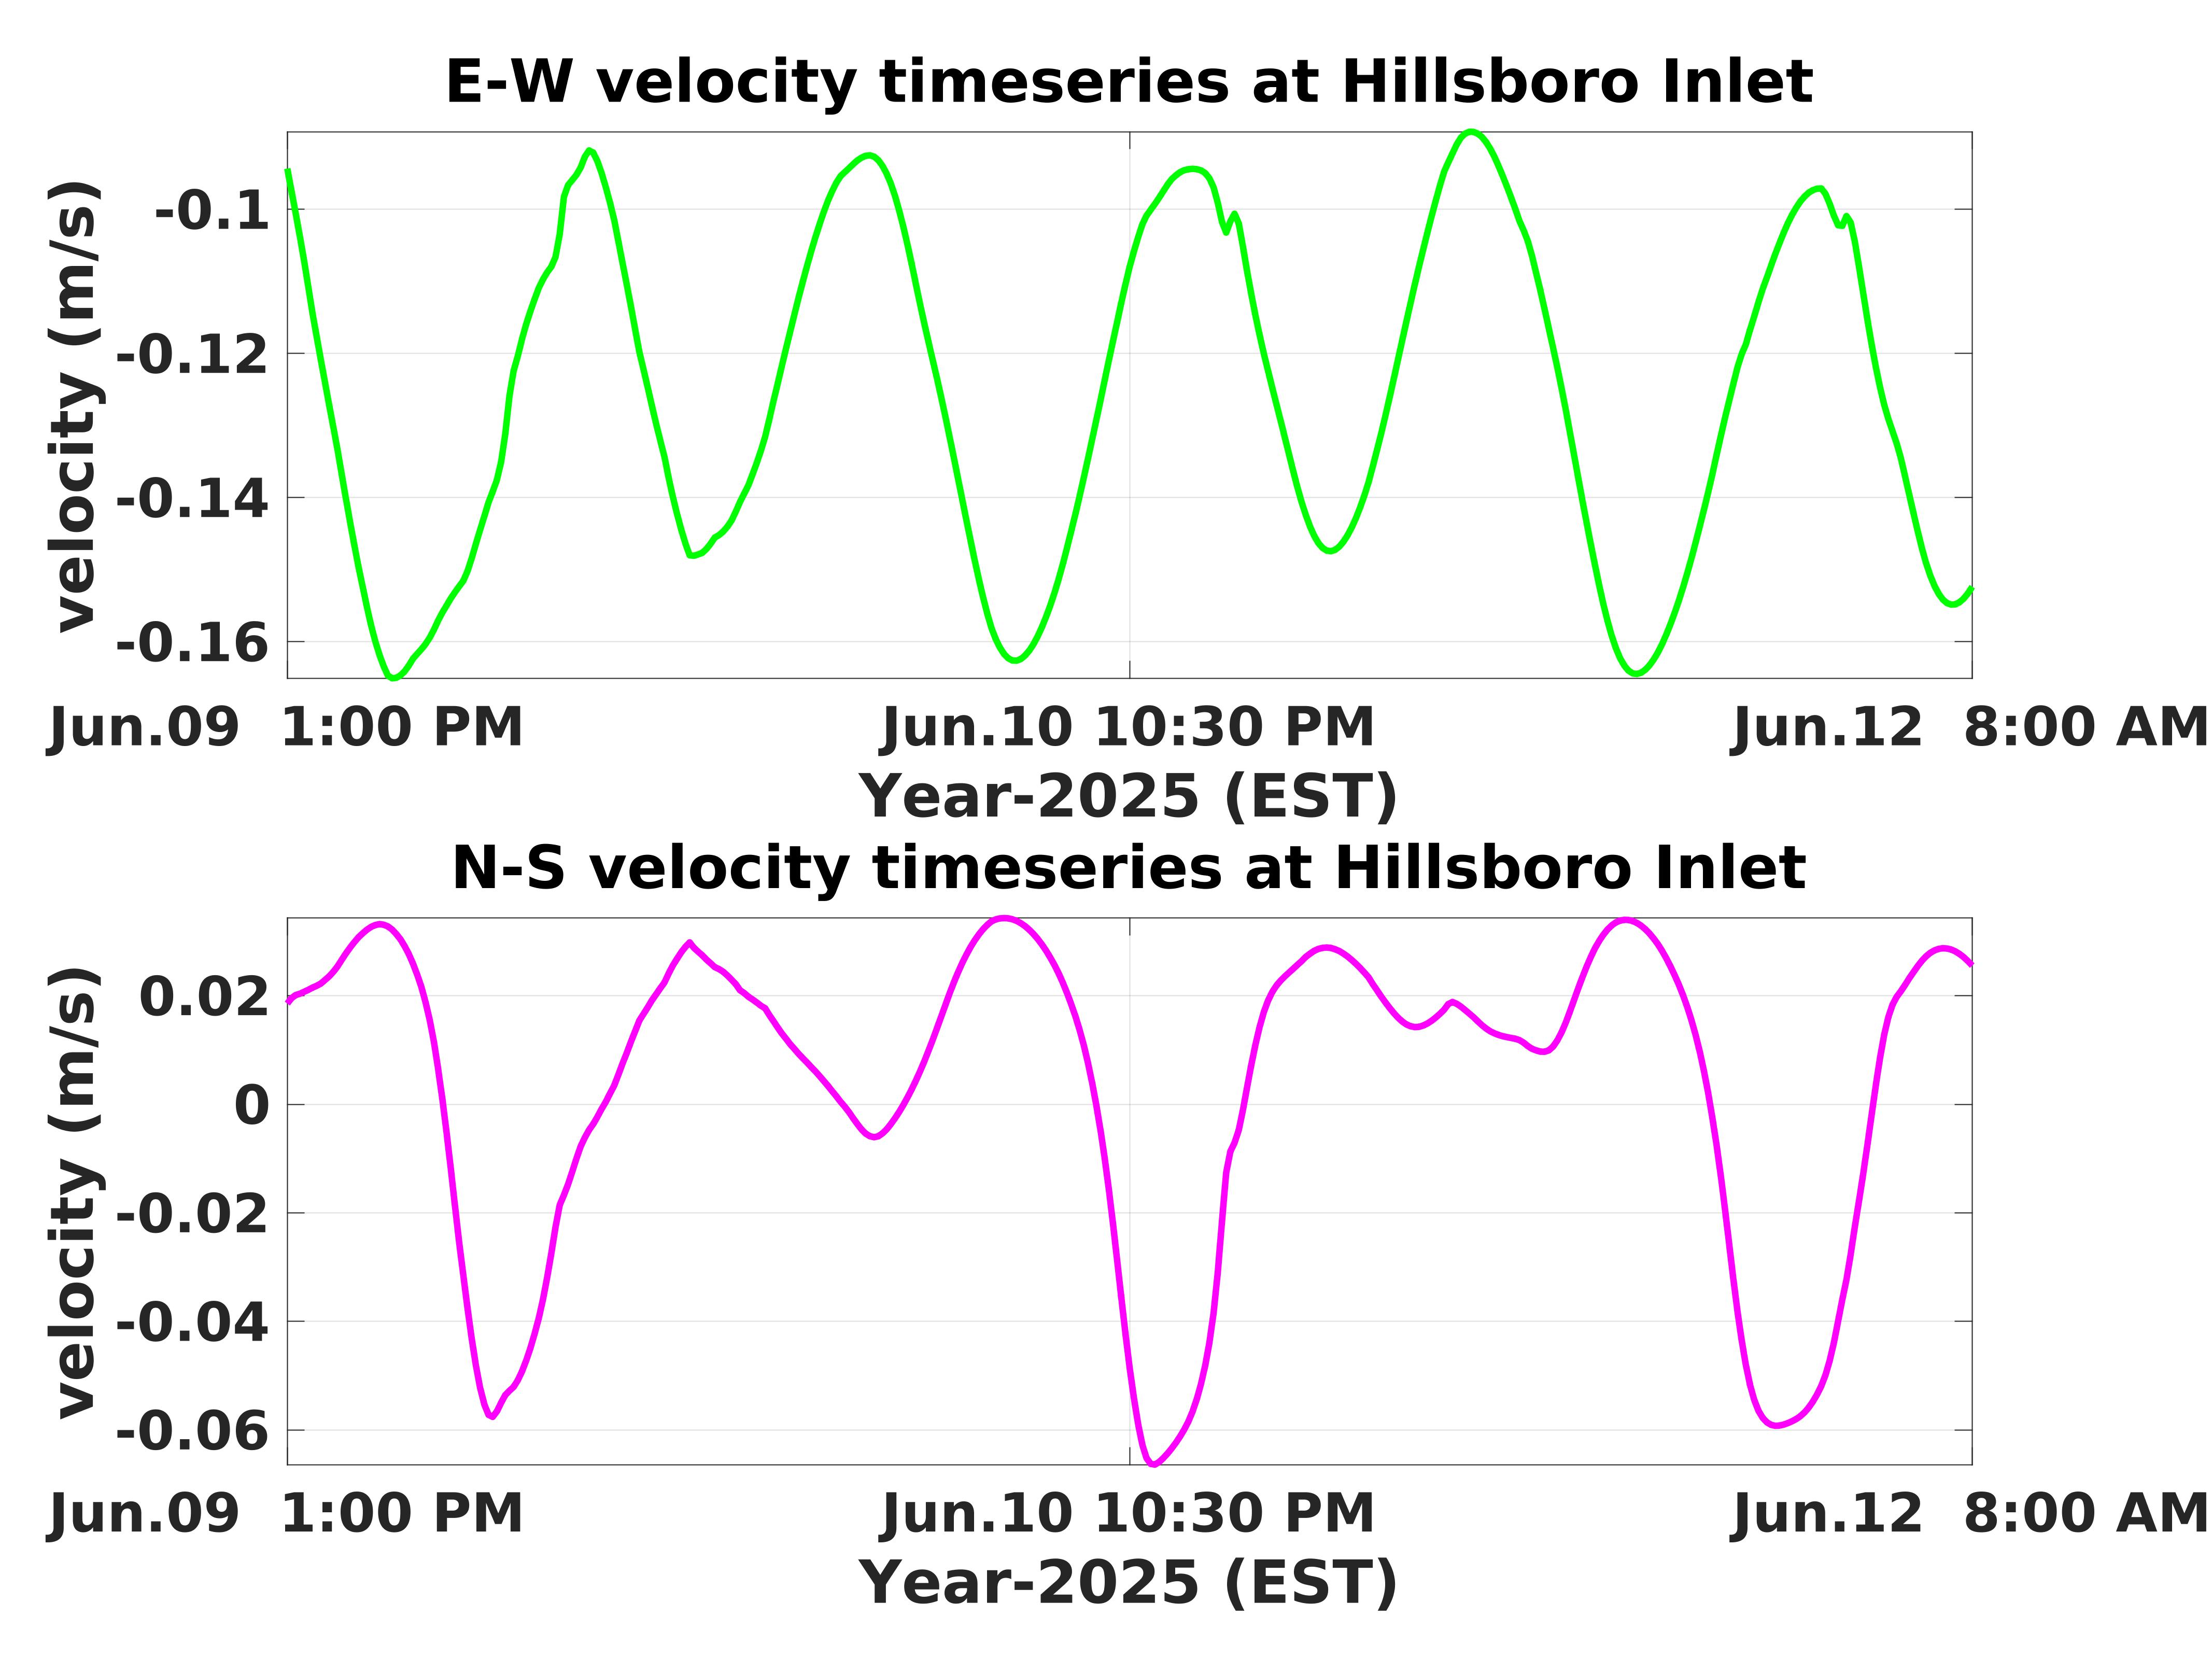 E-W velocity timeseries at Hillsboro Inlet
velocity (m/s)
-0.1
-0.12
-0.14
-0.16
Jun.09  1:00 PM Jun.10 10:30 PM Jun.12  8:00 AM
Year-2025 (EST)
N-S velocity timeseries at Hillsboro Inlet
velocity (m/s)
0.02
0
-0.02
-0.04
-0.06
Jun.09  1:00 PM Jun.10 10:30 PM Jun.12  8:00 AM
Year-2025 (EST)